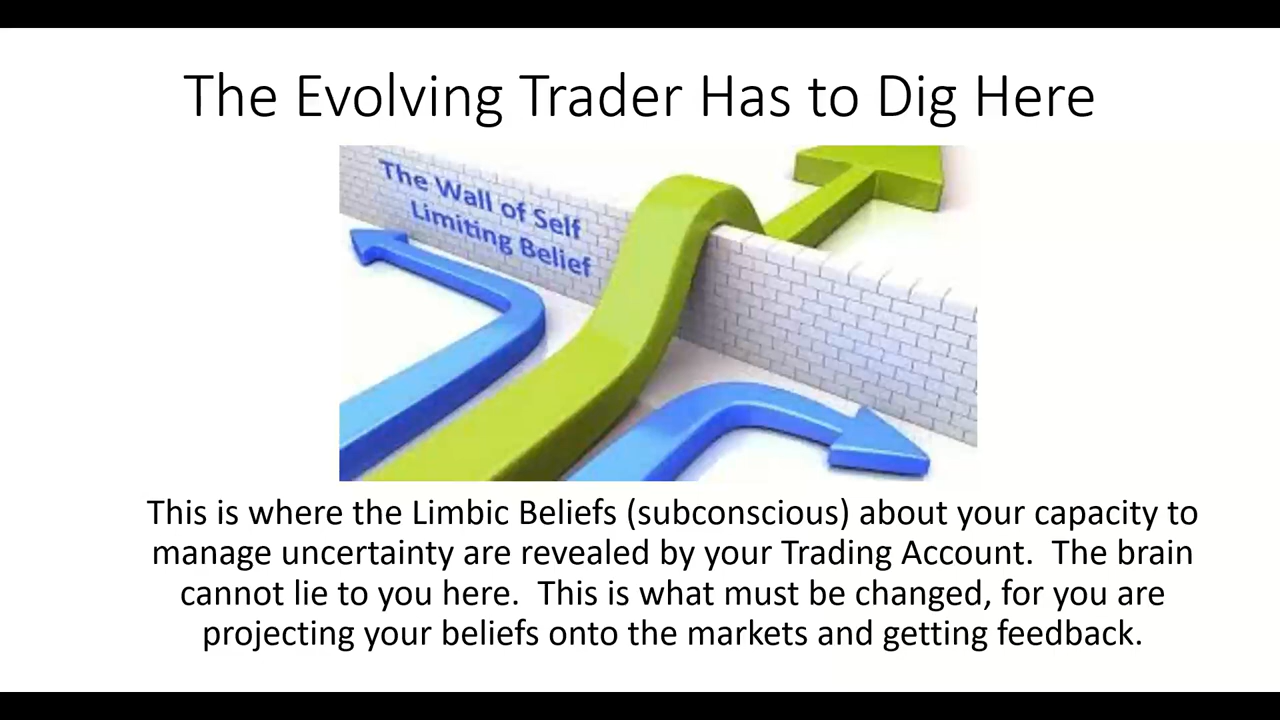 The Evolving Trader Has to Dig Here
The Wall of Self
Limiting Belief
This is where the Limbic Beliefs (subconscious) about your capacity to
manage uncertainty are revealed by your Trading Account.  The brain
cannot lie to you here.  This is what must be changed, for you are
projecting your beliefs onto the markets and getting feedback.